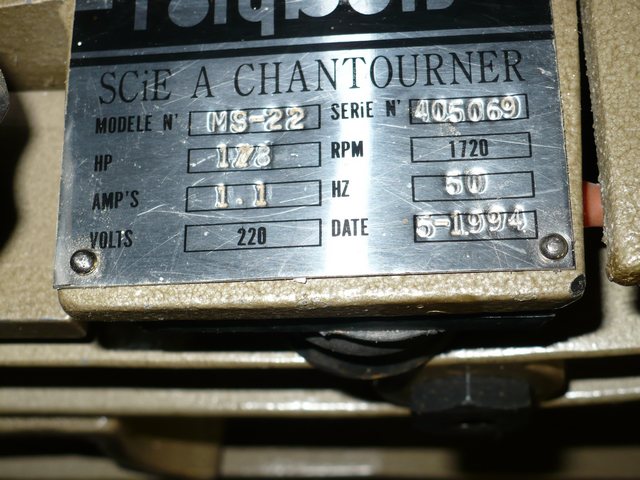 SCiE A CHANTOURNER
MODELE N' MS-22 SERiE N' 405069
HP 1/8 RPM 1720
AMP'S 1.1 HZ 50
VOLTS 220 DATE 5-1994